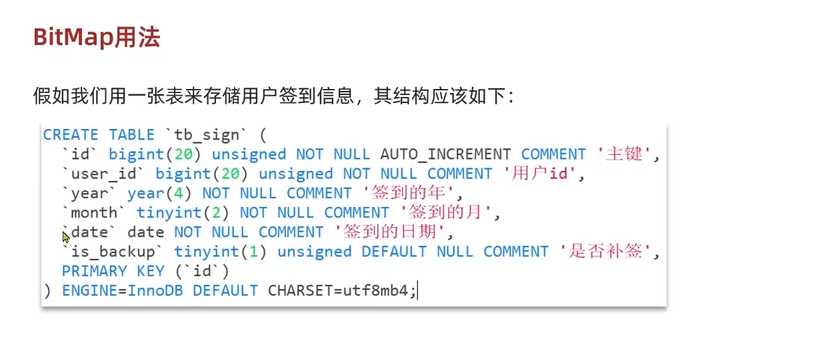 BitMap用法
假如我们用一张表来存储用户签到信息，其结构应该如下：
CREATE TABLE `tb_sign` (
  `id` bigint(20) unsigned NOT NULL AUTO_INCREMENT COMMENT '主键',
  `user_id` bigint(20) unsigned NOT NULL COMMENT '用户id',
  `year` year(4) NOT NULL COMMENT '签到的年',
  `month` tinyint(2) NOT NULL COMMENT '签到的月',
  `date` date NOT NULL COMMENT '签到的日期',
  `is_backup` tinyint(1) unsigned DEFAULT NULL COMMENT '是否补签',
  PRIMARY KEY (`id`)
) ENGINE=InnoDB DEFAULT CHARSET=utf8mb4;